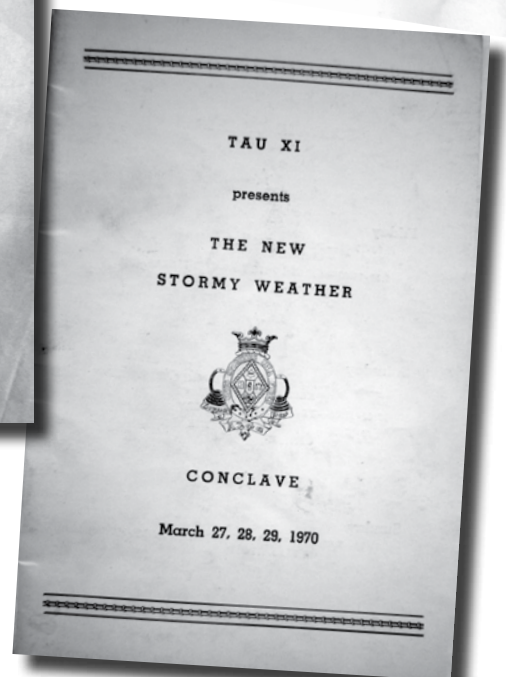 TAU XI
presents
THE NEW
STORMY WEATHER
CONCLAVE
March 27, 28, 29, 1970